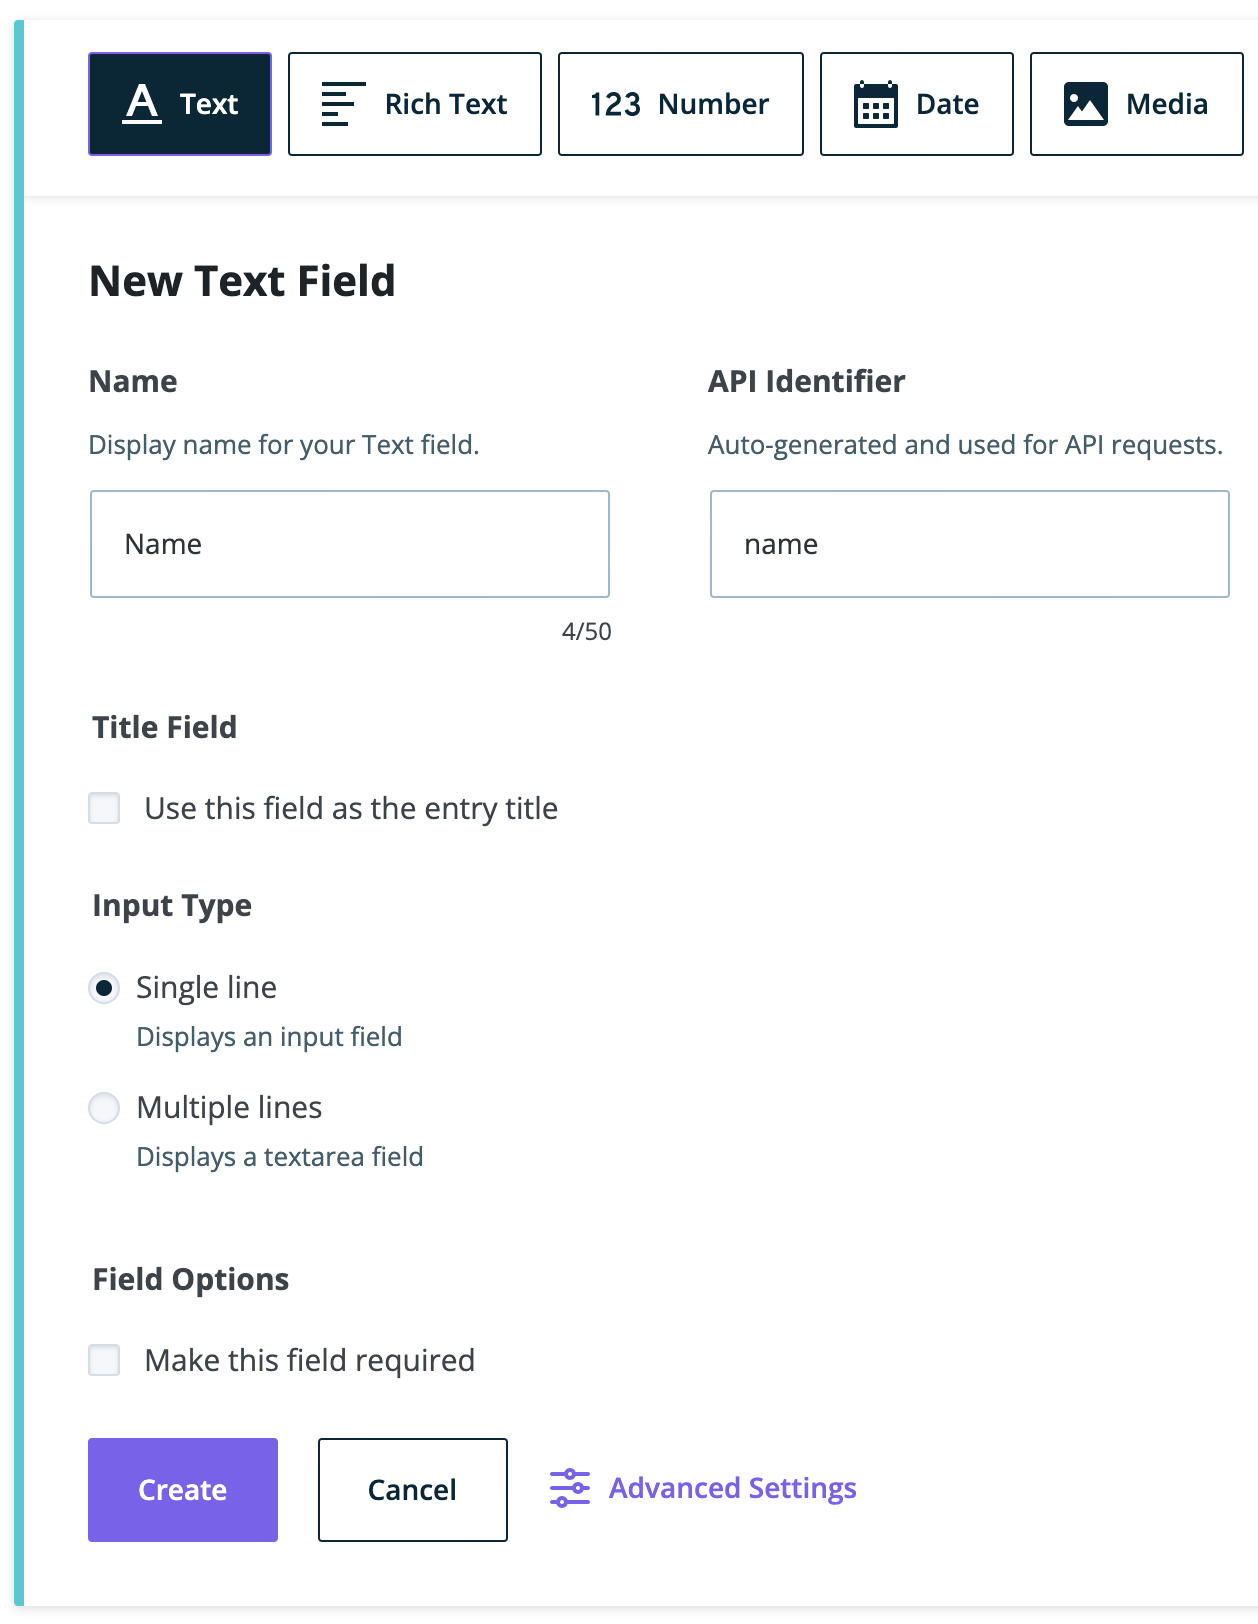 A Text Rich Text 123 Number Date Media
New Text Field
Name API Identifier
Display name for your Text field. Auto-generated and used for API requests.
Name name
4/50
Title Field
Use this field as the entry title
Input Type
Single line
Displays an input field
Multiple lines
Displays a textarea field
Field Options
Make this field required
Create Cancel Advanced Settings